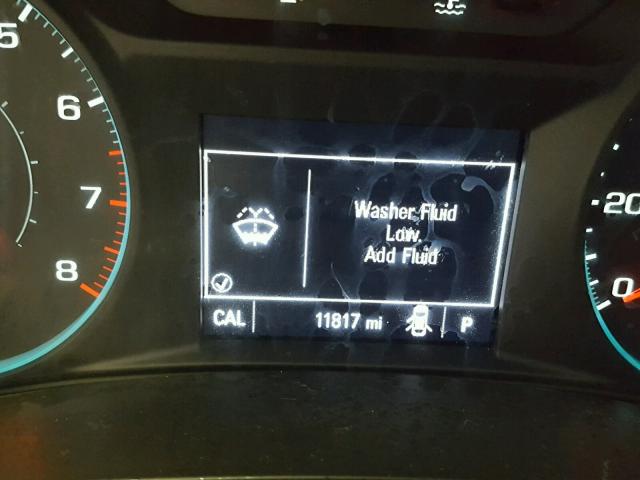 5
6
7
8
Washer Fluid
Low,
Add Fluid
CAL
11817 mi
P
20
0